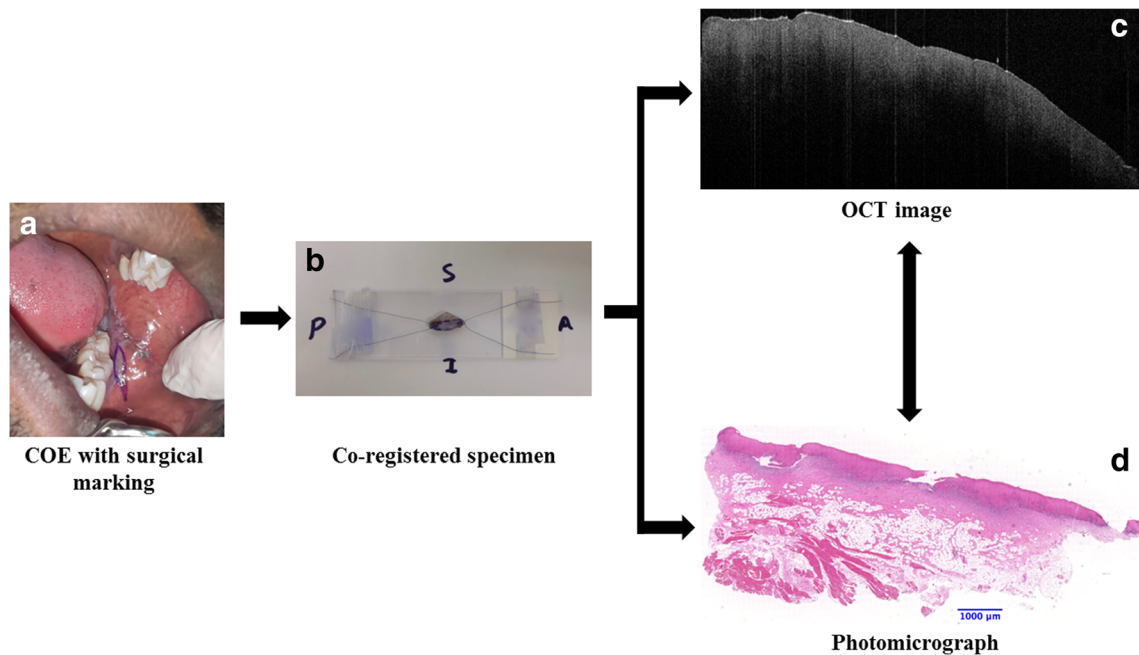 a
COE with surgical
marking
b
S
P
A
I
Co-registered specimen
c
OCT image
d
1000 µm
Photomicrograph